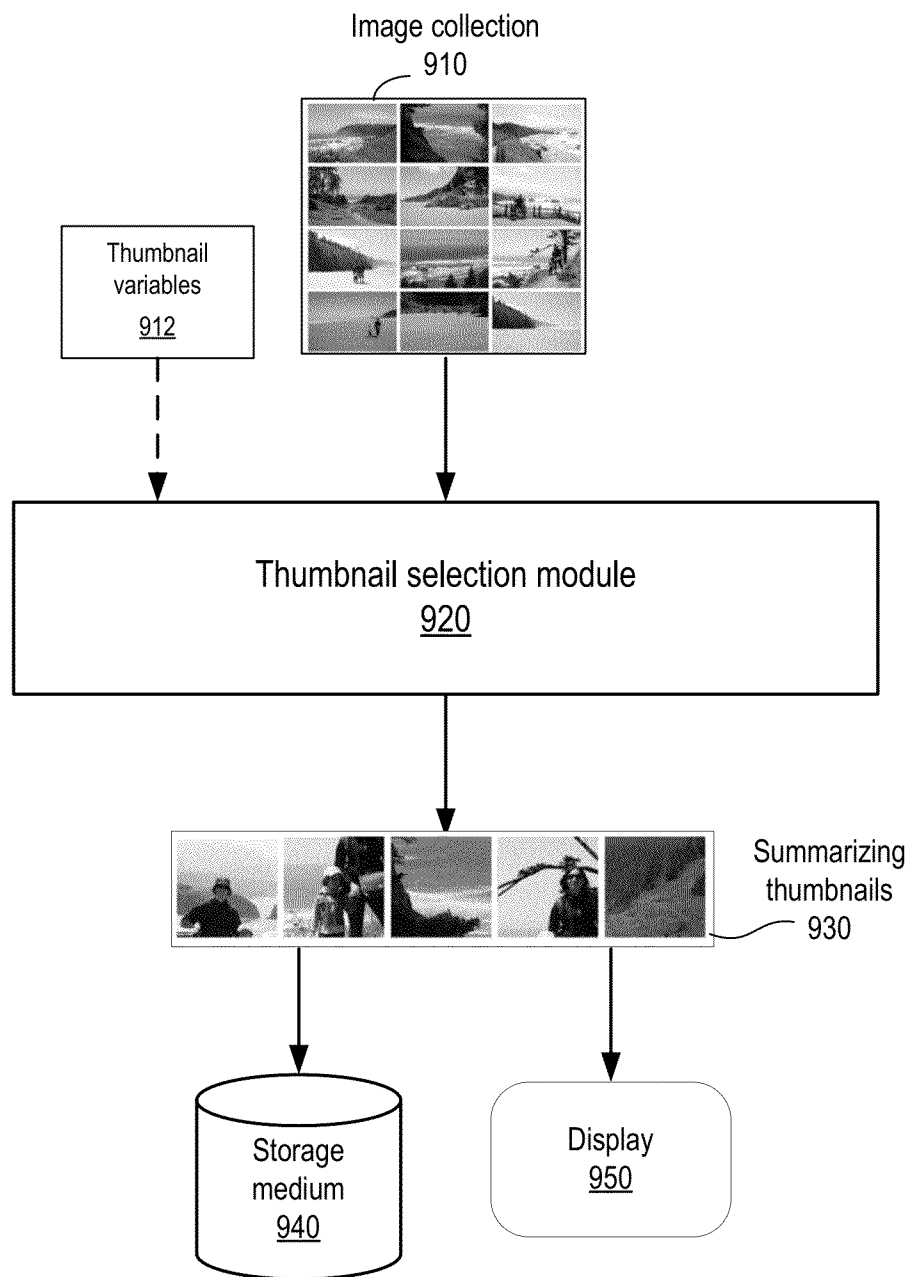 Image collection
910
Thumbnail
variables
912
Thumbnail selection module
920
Summarizing
thumbnails
930
Storage
medium
940
Display
950